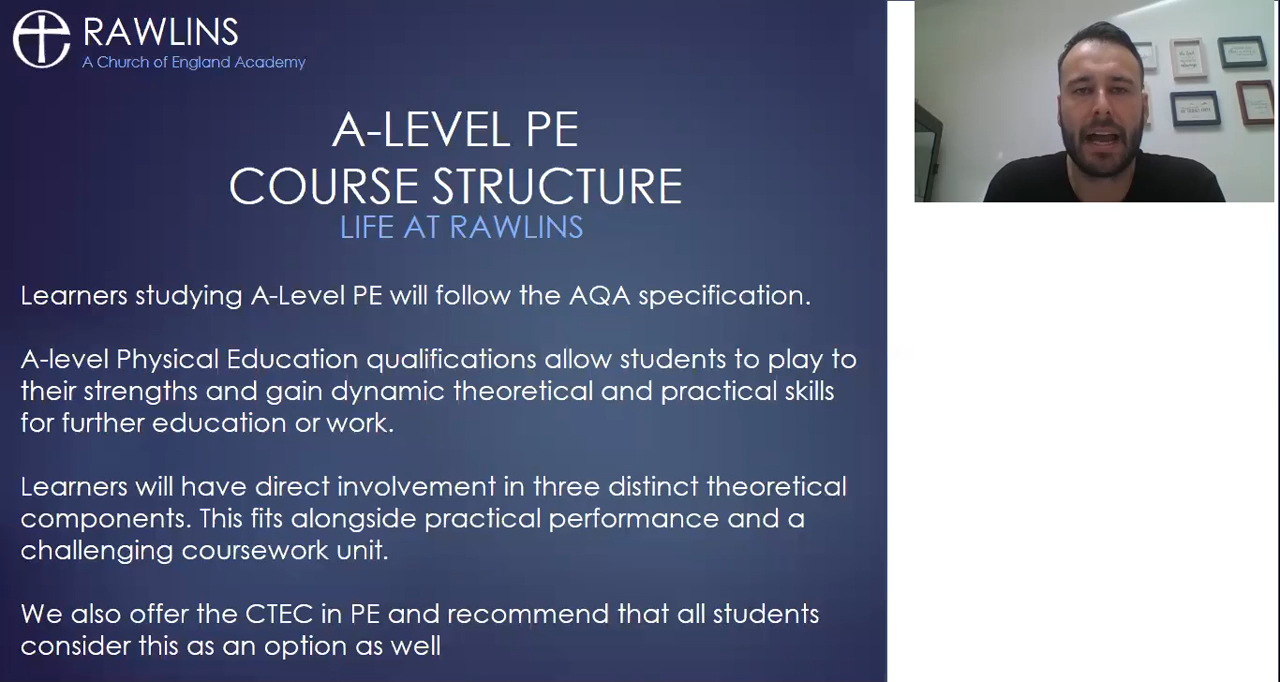 RAWLINS
A Church of England Academy
A-LEVEL PE
COURSE STRUCTURE
LIFE AT RAWLINS
Learners studying A-Level PE will follow the AQA specification.
A-level Physical Education qualifications allow students to play to
their strengths and gain dynamic theoretical and practical skills
for further education or work.
Learners will have direct involvement in three distinct theoretical
components. This fits alongside practical performance and a
challenging coursework unit.
We also offer the CTEC in PE and recommend that all students
consider this as an option as well